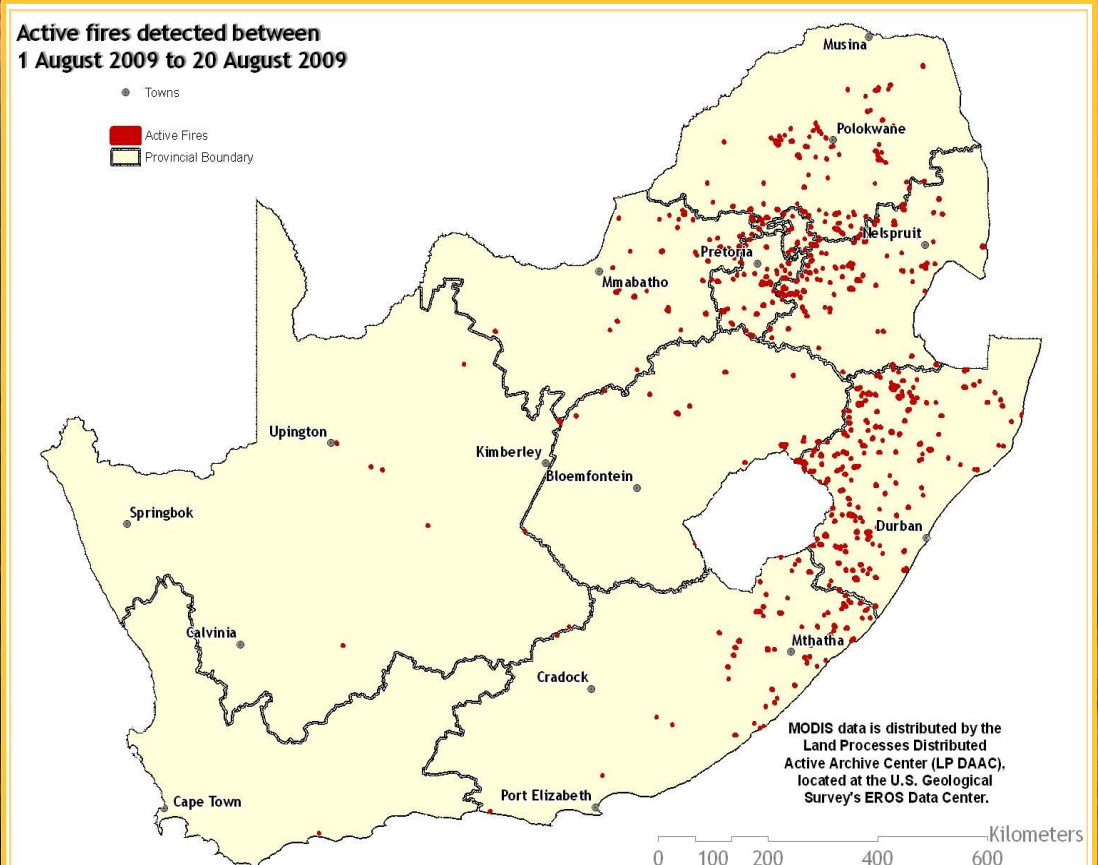 Active fires detected between
1 August 2009 to 20 August 2009
Towns
Active Fires
Provincial Boundary
Musina
Polokwane
Nelspruit
Pretoria
Mmabatho
Upington
Kimberley
Bloemfontein
Springbok
Durban
Calvinia
Mthatha
Cradock
MODIS data is distributed by the
Land Processes Distributed
Active Archive Center (LP DAAC),
located at the U.S. Geological
Survey's EROS Data Center.
Cape Town
Port Elizabeth
Kilometers
0 100 200 400 600